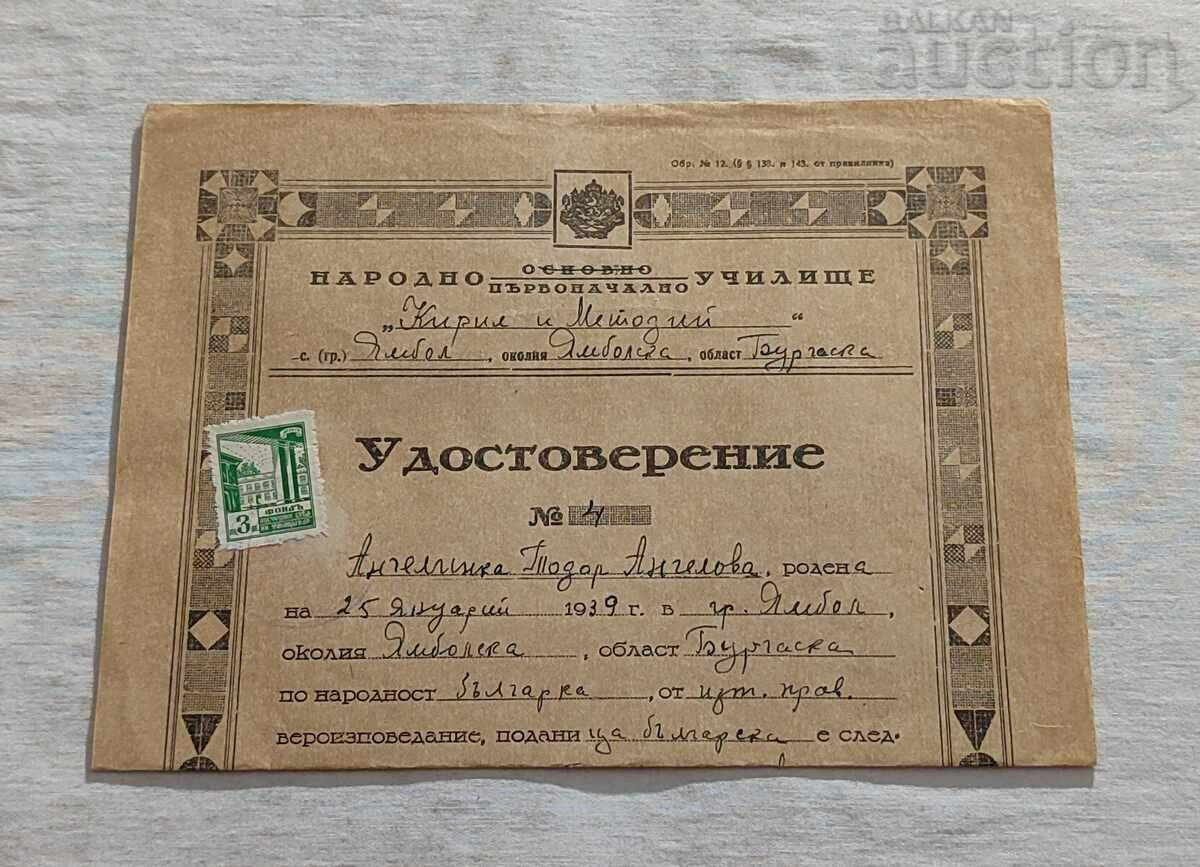 BALKAN
auction
Обр. № 12. (§ § 138. и 143. от правилника)
НАРОДНО ОСНОВНО УЧИЛИЩЕ
ПЪРВОНАЧАЛНО
„Кирил и Методий“
с. (гр.) Ямбол, околия Ямболска, област Бургаска
Удостоверение
№ 4
ФОНДЪ
3
Ангелинка Тодор Ангелова, родена
на 25 януарий 1939 г. в гр. Ямбол,
околия Ямболска, област Бургаска
по народност българка, от изт. прав.
вероизповедание, подани ца българска е след-